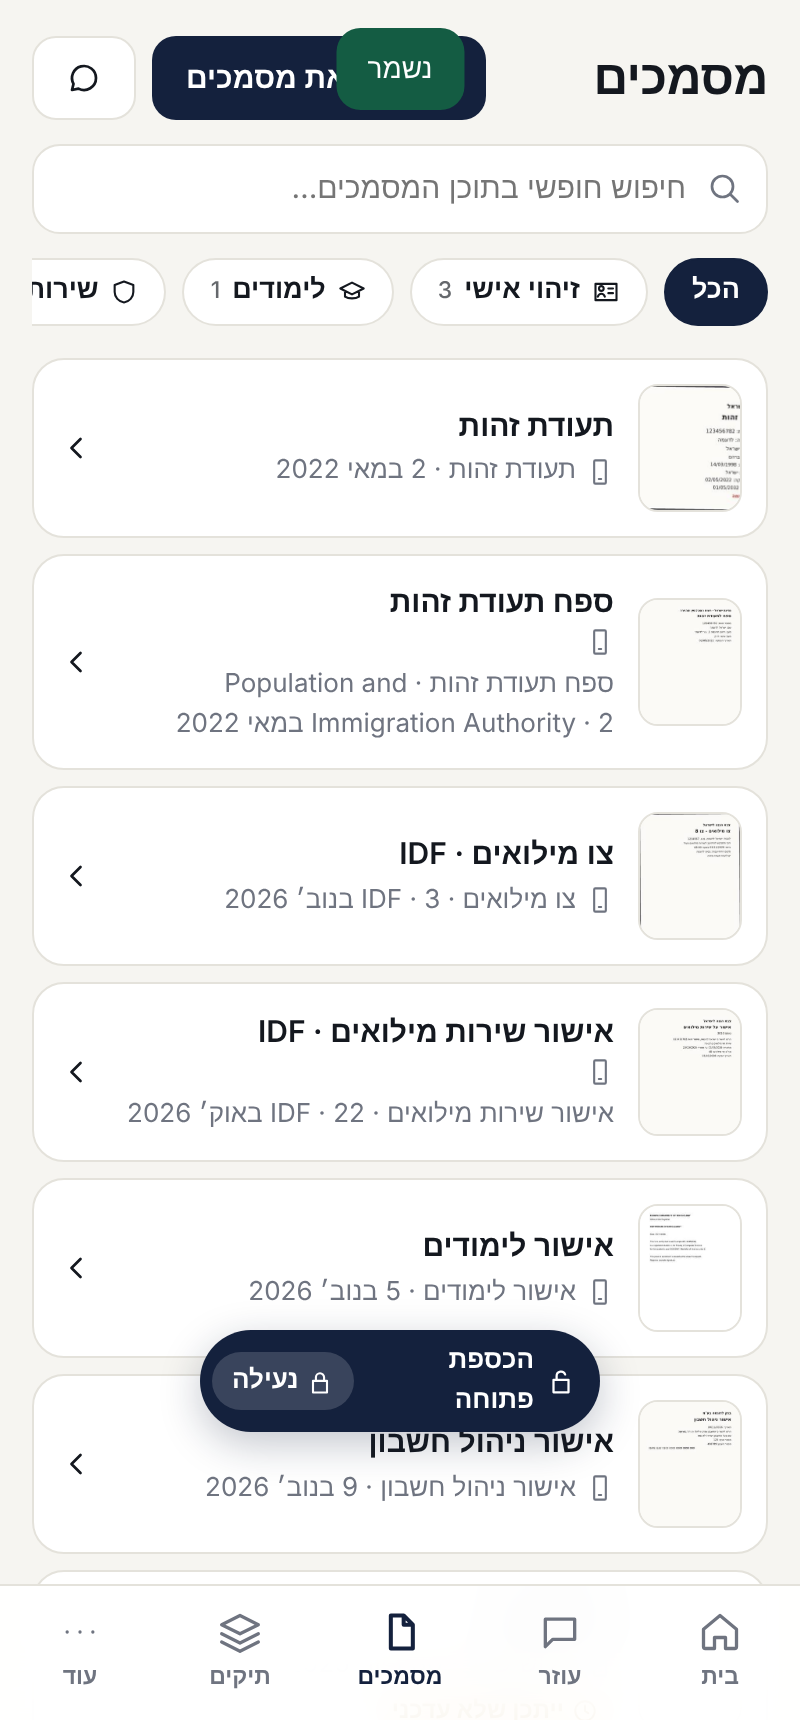 מסמכים
את מסמכים
נשמר
חיפוש חופשי בתוכן המסמכים...
הכל
זיהוי אישי 3
לימודים 1
שירות
תעודת זהות
תעודת זהות · 2 במאי 2022
ספח תעודת זהות
ספח תעודת זהות · Population and
Immigration Authority · 2 במאי 2022
צו מילואים · IDF
צו מילואים · IDF · 3 בנוב׳ 2026
אישור שירות מילואים · IDF
אישור שירות מילואים · IDF · 22 באוק׳ 2026
אישור לימודים
אישור לימודים · 5 בנוב׳ 2026
הכספת
פתוחה
נעילה
אישור ניהול חשבון
אישור ניהול חשבון · 9 בנוב׳ 2026
ייתכן שלא עדכני
בית
עוזר
מסמכים
תיקים
עוד